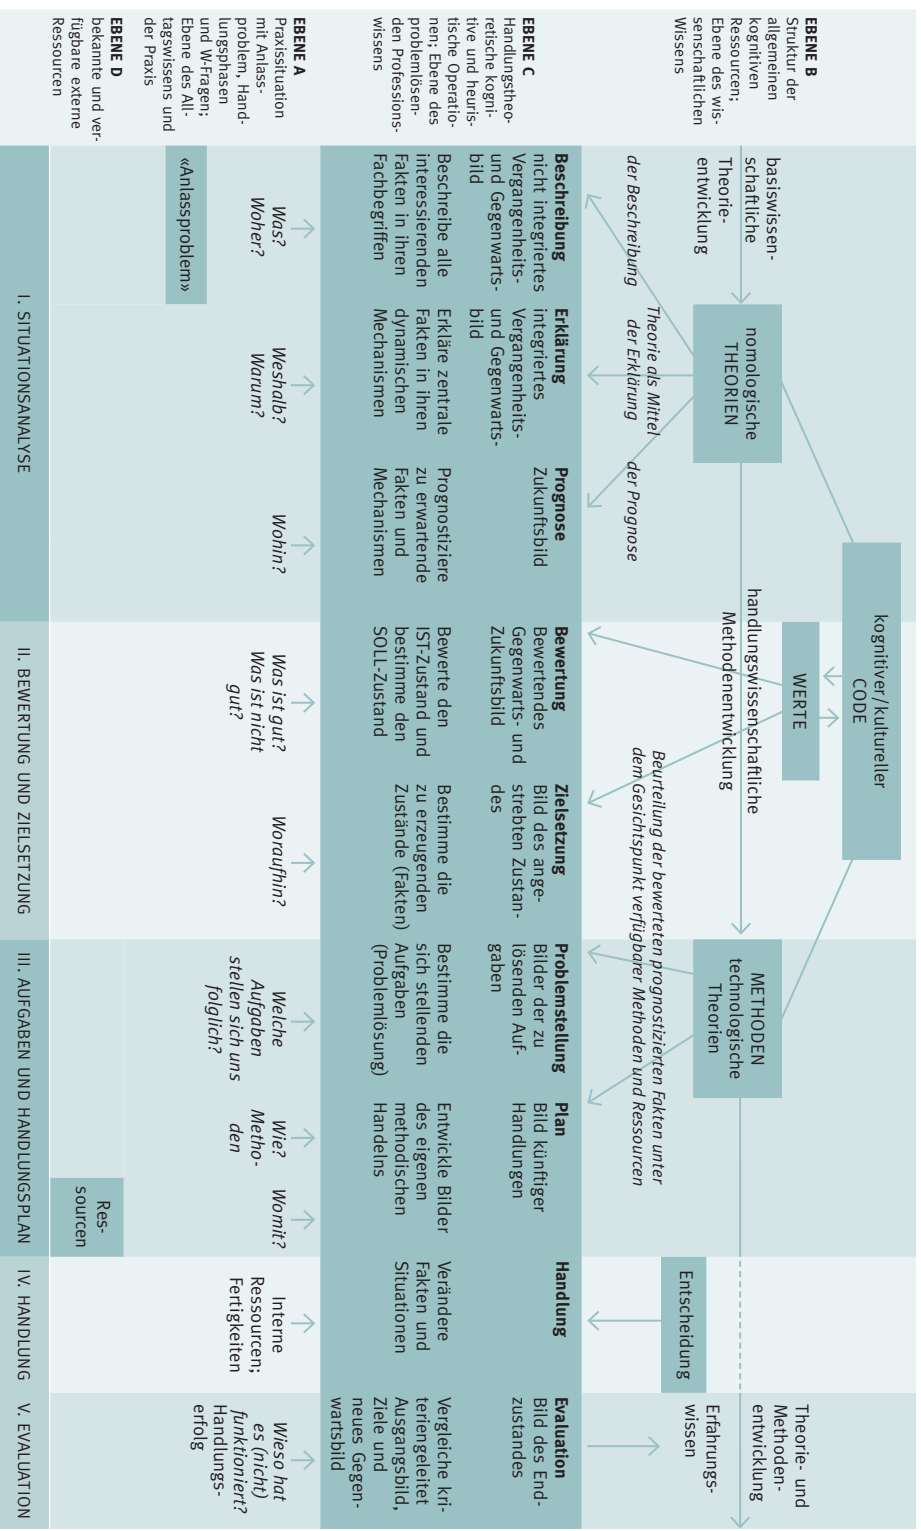 EBENE B
Struktur der
allgemeinen
kognitiven
Ressourcen;
Ebene des wis-
senschaftlichen
Wissens
basiswissen-
schaftliche
Theorie-
entwicklung
nomologische
THEORIEN
kognitiver/kultureller
CODE
WERTE
handlungswissenschaftliche
Methodenentwicklung
METHODEN
technologische
Theorien
Theorie- und
Methoden-
entwicklung
Entscheidung
Erfahrungs-
wissen
Theorie als Mittel
der Beschreibung
der Erklärung
der Prognose
Beurteilung der bewerteten prognostizierten Fakten unter
dem Gesichtspunkt verfügbarer Methoden und Ressourcen
EBENE C
Handlungstheo-
retische kogni-
tive und heuris-
tische Operatio-
nen; Ebene des
problemlösen-
den Professions-
wissens
Beschreibung
nicht integriertes
Vergangenheits-
und Gegenwarts-
bild
Beschreibe alle
interessierenden
Fakten in ihren
Fachbegriffen
Erklärung
integriertes
Vergangenheits-
und Gegenwarts-
bild
Erkläre zentrale
Fakten in ihren
dynamischen
Mechanismen
Prognose
Zukunftsbild
Prognostiziere
zu erwartende
Fakten und
Mechanismen
Bewertung
Bewertendes
Gegenwarts- und
Zukunftsbild
Bewerte den
IST-Zustand und
bestimme den
SOLL-Zustand
Zielsetzung
Bild des ange-
strebten Zustan-
des
Bestimme die
zu erzeugenden
Zustände (Fakten)
Problemstellung
Bilder der zu
lösenden Auf-
gaben
Bestimme die
sich stellenden
Aufgaben
(Problemlösung)
Plan
Bild künftiger
Handlungen
Entwickle Bilder
des eigenen
methodischen
Handelns
Handlung
Verändere
Fakten und
Situationen
Evaluation
Bild des End-
zustandes
Vergleiche kri-
teriengeleitet
Ausgangsbild,
Ziele und
neues Gegen-
wartsbild
EBENE A
Praxissituation
mit Anlass-
problem, Hand-
lungsphasen
und W-Fragen;
Ebene des All-
tagswissens und
der Praxis
Was?
Woher?
«Anlassproblem»
Weshalb?
Warum?
Wohin?
Was ist gut?
Was ist nicht
gut?
Woraufhin?
Welche
Aufgaben
stellen sich uns
folglich?
Wie?
Metho-
den
Womit?
Interne
Ressourcen;
Fertigkeiten
Wieso hat
es (nicht)
funktioniert?
Handlungs-
erfolg
EBENE D
bekannte und ver-
fügbare externe
Ressourcen
Res-
sourcen
I. SITUATIONSANALYSE
II. BEWERTUNG UND ZIELSETZUNG
III. AUFGABEN UND HANDLUNGSPLAN
IV. HANDLUNG
V. EVALUATION